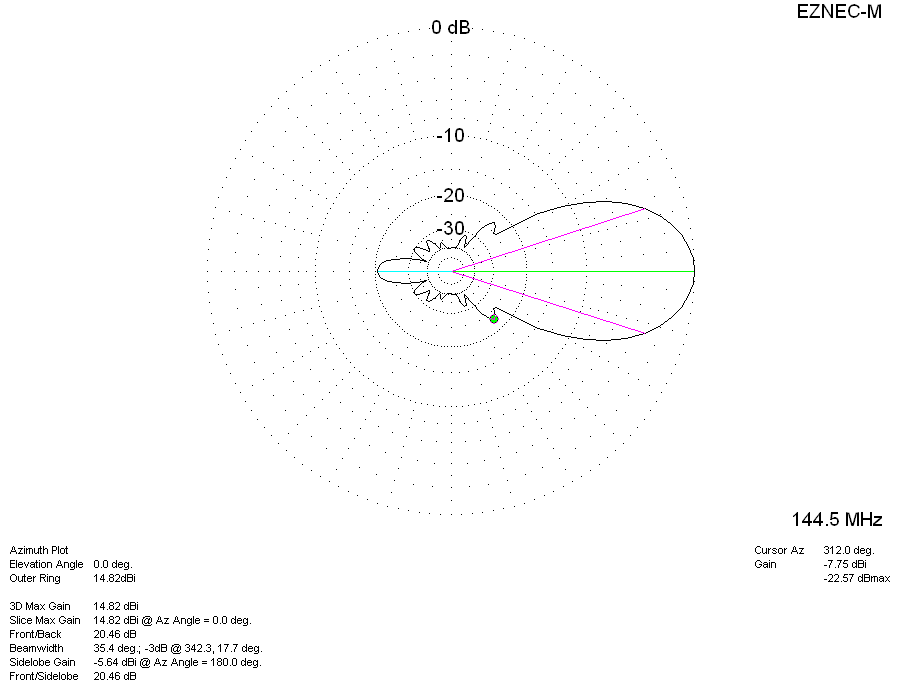 EZNEC-M
0 dB
-10
-20
-30
144.5 MHz
Azimuth Plot
Elevation Angle 0.0 deg.
Outer Ring 14.82dBi
Cursor Az 312.0 deg.
Gain -7.75 dBi
-22.57 dBmax
3D Max Gain 14.82 dBi
Slice Max Gain 14.82 dBi @ Az Angle = 0.0 deg.
Front/Back 20.46 dB
Beamwidth 35.4 deg.; -3dB @ 342.3, 17.7 deg.
Sidelobe Gain -5.64 dBi @ Az Angle = 180.0 deg.
Front/Sidelobe 20.46 dB